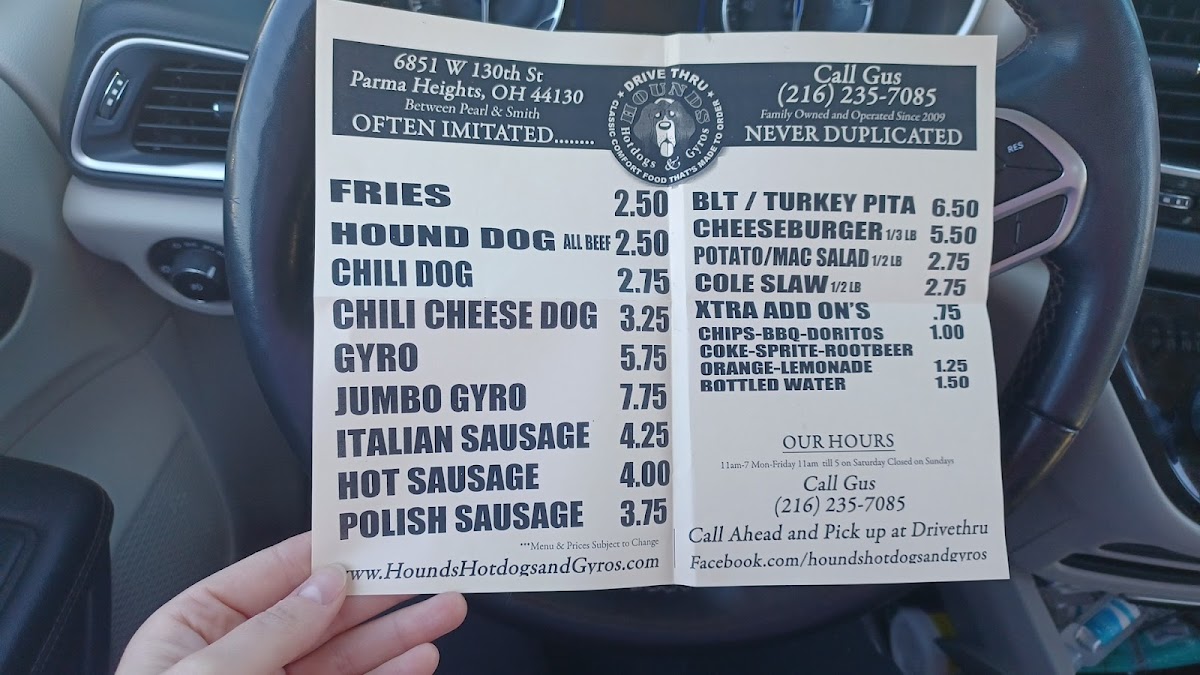 6851 W 130th St
Parma Heights, OH 44130
Between Pearl & Smith
OFTEN IMITATED........
DRIVE THRU
HOUNDS
Hotdogs & Gyros
CLASSIC COMFORT FOOD THAT'S MADE TO ORDER
Call Gus
(216) 235-7085
Family Owned and Operated Since 2009
NEVER DUPLICATED
FRIES 2.50
HOUND DOG ALL BEEF 2.50
CHILI DOG 2.75
CHILI CHEESE DOG 3.25
GYRO 5.75
JUMBO GYRO 7.75
ITALIAN SAUSAGE 4.25
HOT SAUSAGE 4.00
POLISH SAUSAGE 3.75
***Menu & Prices Subject to Change
www.HoundsHotdogsandGyros.com
BLT / TURKEY PITA 6.50
CHEESEBURGER 1/3 LB 5.50
POTATO/MAC SALAD 1/2 LB 2.75
COLE SLAW 1/2 LB 2.75
XTRA ADD ON'S .75
CHIPS-BBQ-DORITOS 1.00
COKE-SPRITE-ROOTBEER
ORANGE-LEMONADE 1.25
BOTTLED WATER 1.50
OUR HOURS
11am-7 Mon-Friday 11am till 5 on Saturday Closed on Sundays
Call Gus
(216) 235-7085
Call Ahead and Pick up at Drivethru
Facebook.com/houndshotdogsandgyros
RES